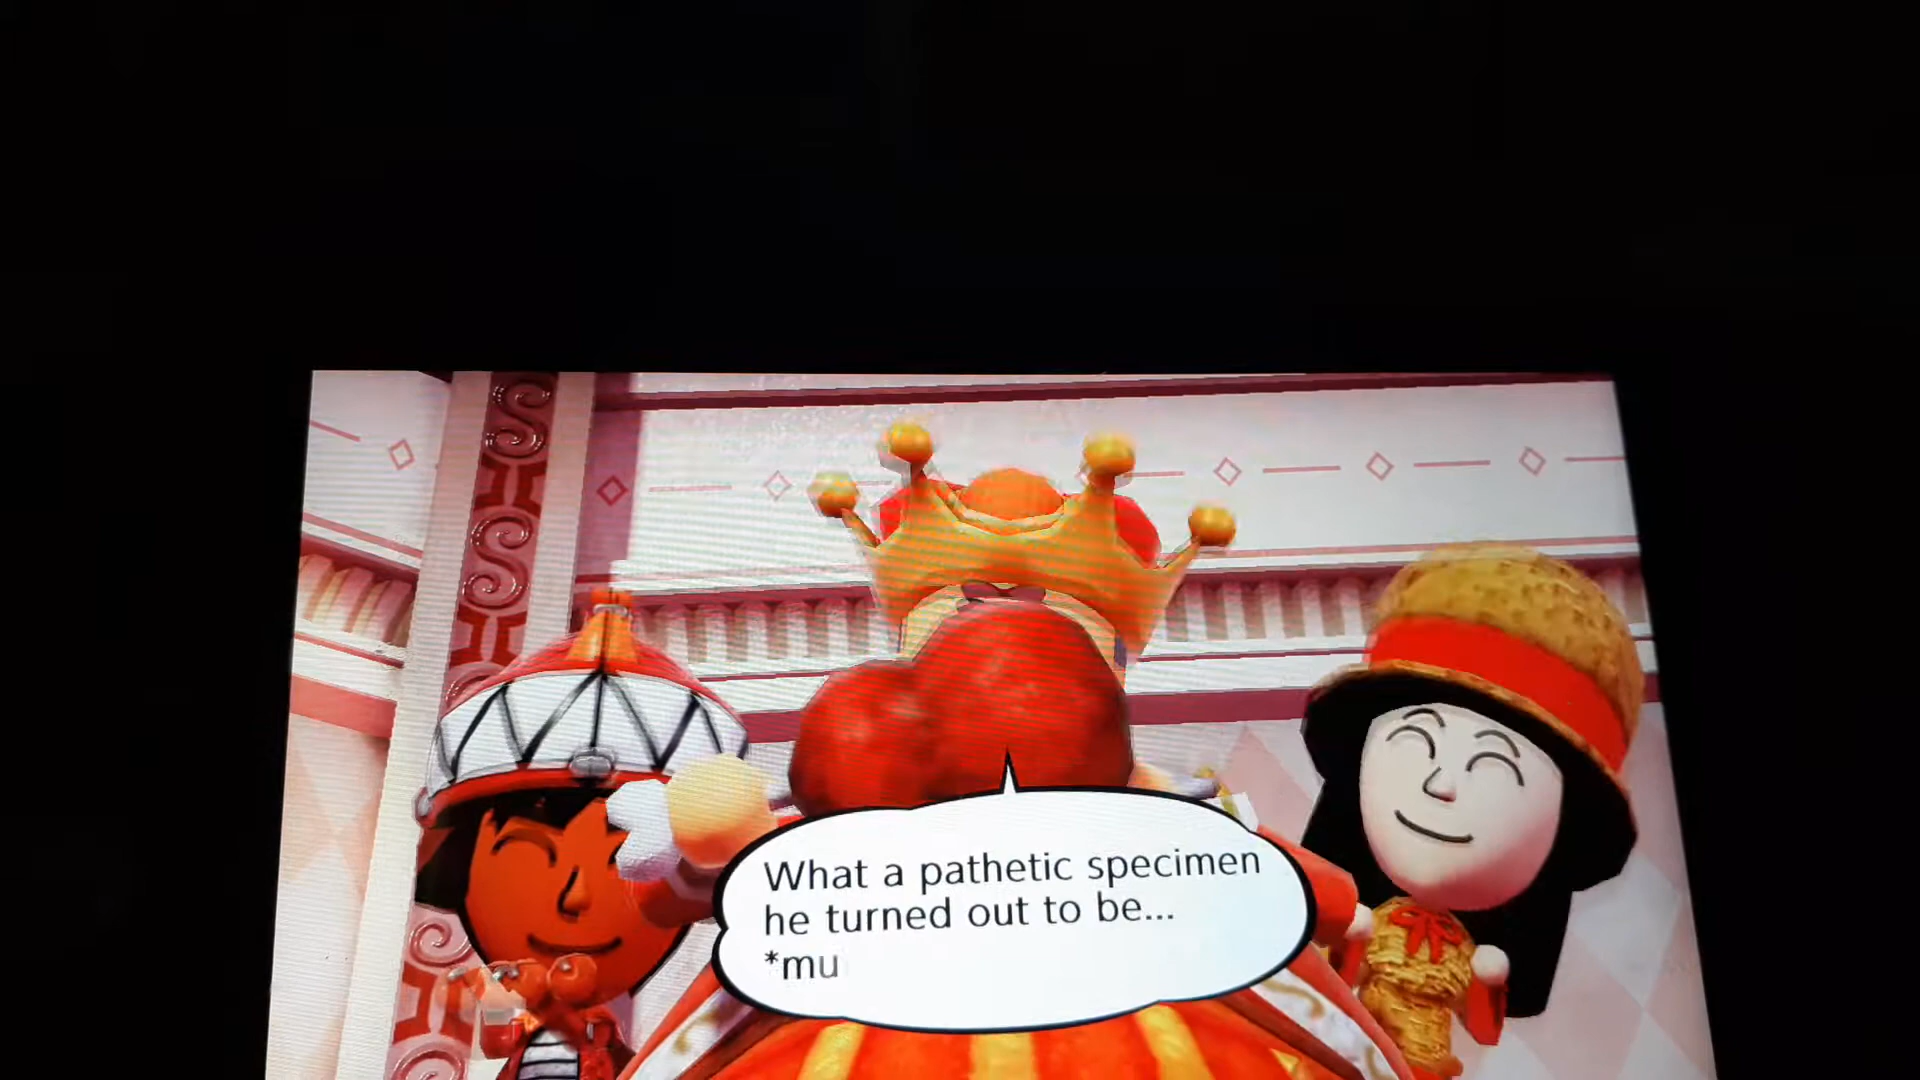 What a pathetic specimen
he turned out to be...
*mu